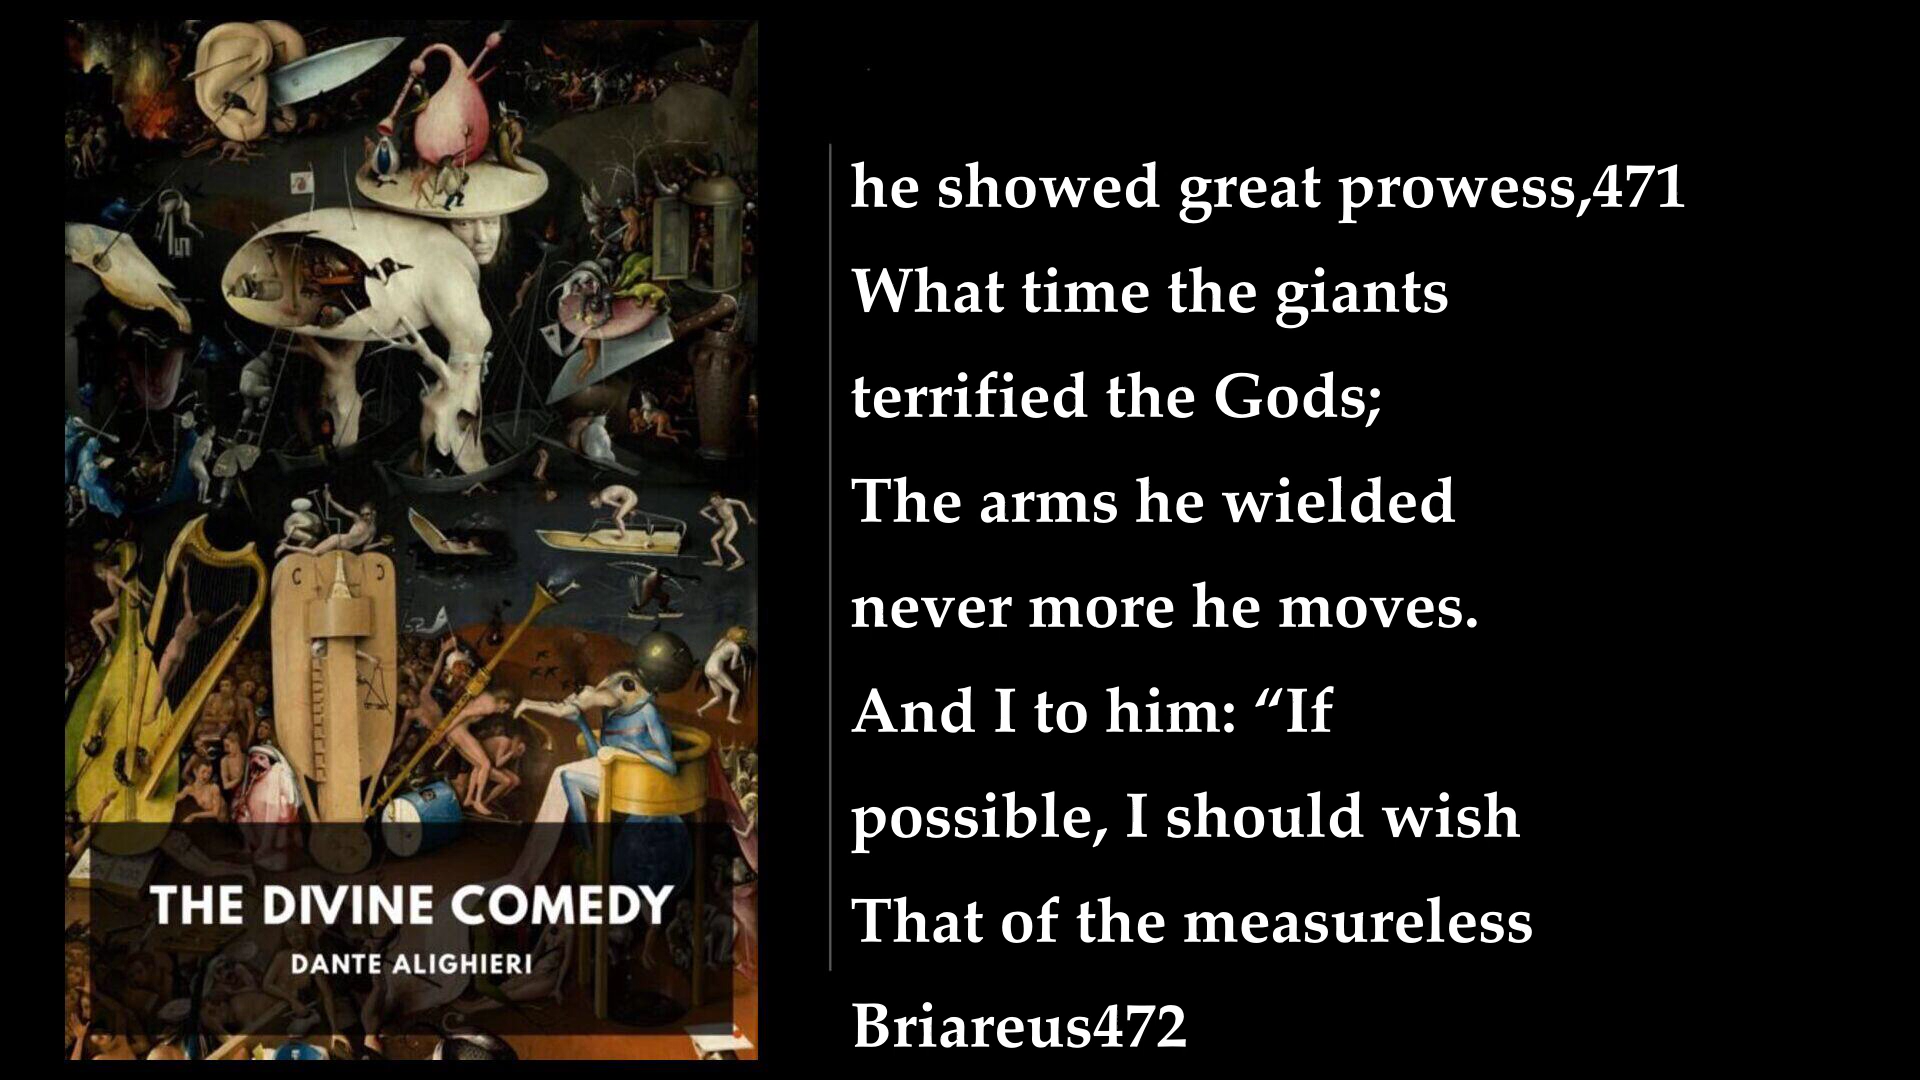 THE DIVINE COMEDY
DANTE ALIGHIERI
he showed great prowess,471
What time the giants
terrified the Gods;
The arms he wielded
never more he moves.
And I to him: “If
possible, I should wish
That of the measureless
Briareus472